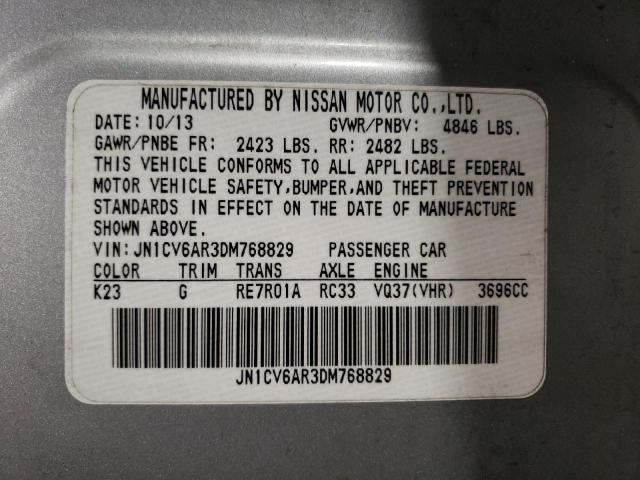 MANUFACTURED BY NISSAN MOTOR CO.,LTD.
DATE: 10/13 GVWR/PNBV: 4846 LBS.
GAWR/PNBE FR: 2423 LBS. RR: 2482 LBS.
THIS VEHICLE CONFORMS TO ALL APPLICABLE FEDERAL
MOTOR VEHICLE SAFETY,BUMPER,AND THEFT PREVENTION
STANDARDS IN EFFECT ON THE DATE OF MANUFACTURE
SHOWN ABOVE.
VIN: JN1CV6AR3DM768829 PASSENGER CAR
COLOR TRIM TRANS AXLE ENGINE
K23 G RE7R01A RC33 VQ37(VHR) 3696CC
JN1CV6AR3DM768829